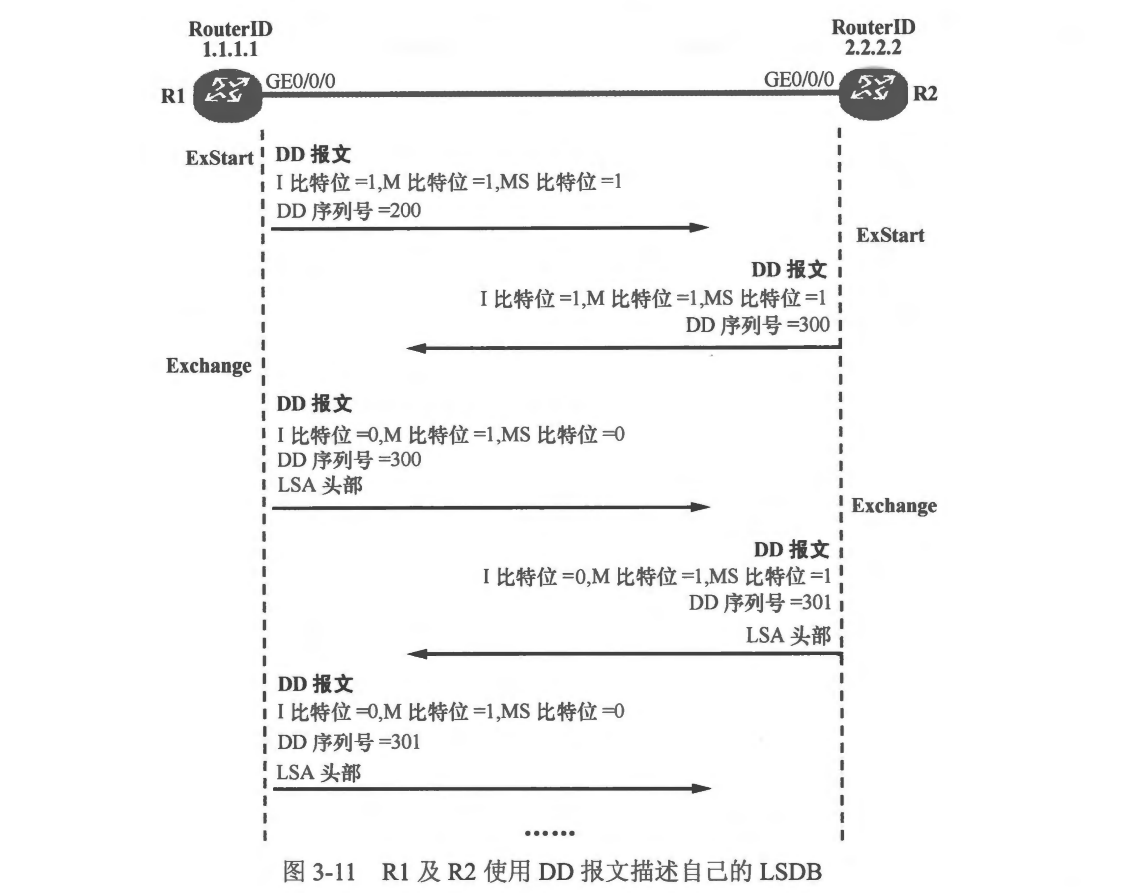 RouterID
1.1.1.1
RouterID
2.2.2.2
R1
GE0/0/0
GE0/0/0
R2
ExStart
DD 报文
I 比特位=1,M 比特位=1,MS 比特位=1
DD 序列号=200
ExStart
DD 报文
I 比特位=1,M 比特位=1,MS 比特位=1
DD 序列号=300
Exchange
DD 报文
I 比特位=0,M 比特位=1,MS 比特位=0
DD 序列号=300
LSA 头部
Exchange
DD 报文
I 比特位=0,M 比特位=1,MS 比特位=1
DD 序列号=301
LSA 头部
DD 报文
I 比特位=0,M 比特位=1,MS 比特位=0
DD 序列号=301
LSA 头部
……
图 3-11 R1 及 R2 使用 DD 报文描述自己的 LSDB